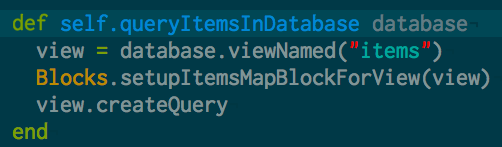 def self.queryItemsInDatabase database
  view = database.viewNamed("items")
  Blocks.setupItemsMapBlockForView(view)
  view.createQuery
end